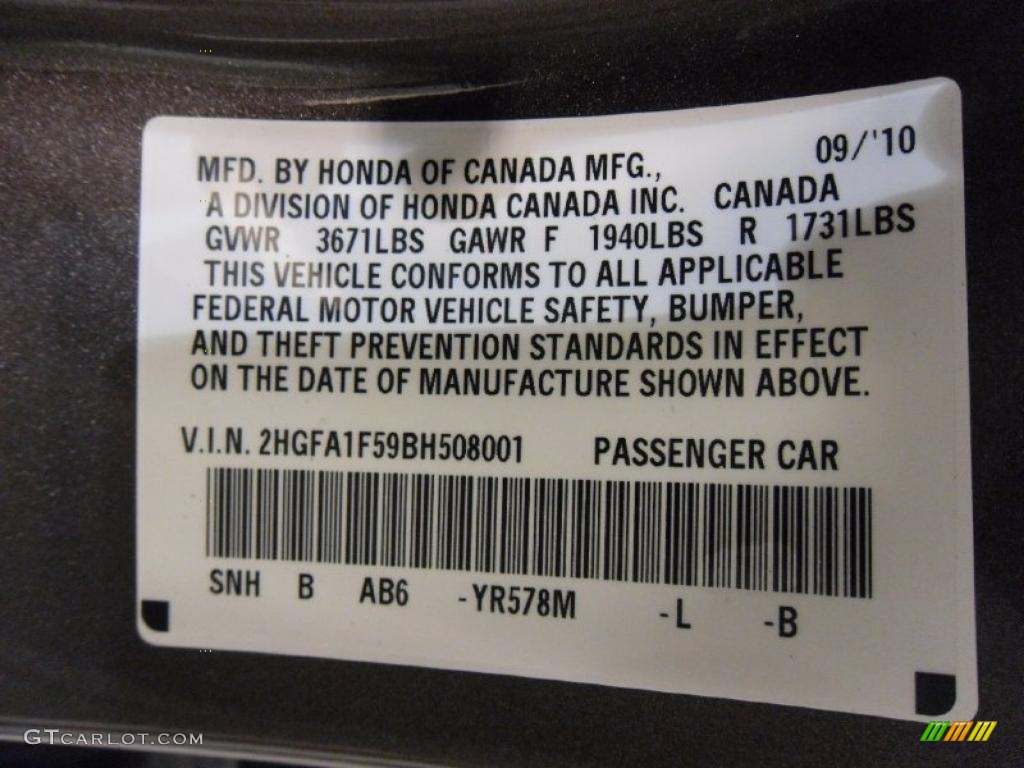 09/'10
MFD. BY HONDA OF CANADA MFG.,
A DIVISION OF HONDA CANADA INC. CANADA
GVWR 3671LBS GAWR F 1940LBS R 1731LBS
THIS VEHICLE CONFORMS TO ALL APPLICABLE
FEDERAL MOTOR VEHICLE SAFETY, BUMPER,
AND THEFT PREVENTION STANDARDS IN EFFECT
ON THE DATE OF MANUFACTURE SHOWN ABOVE.
V.I.N. 2HGFA1F59BH508001 PASSENGER CAR
SNH B AB6 -YR578M -L -B
GTCARLOT.COM